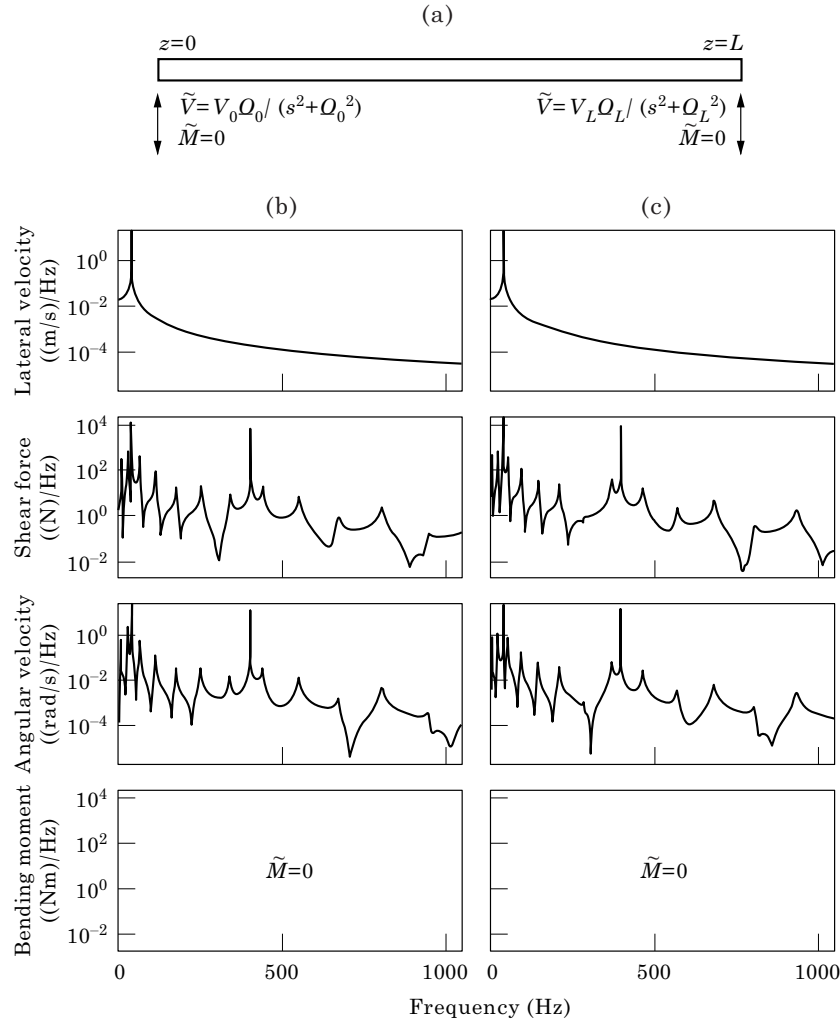 (a)
z=0 z=L
Ṽ=V₀Ω₀/ (s²+Ω₀²) Ṽ=V_LΩ_L/ (s²+Ω_L²)
M̃=0 M̃=0
(b) (c)
Lateral velocity
((m/s)/Hz)
10⁰
10⁻²
10⁻⁴
Shear force
((N)/Hz)
10⁴
10²
10⁰
10⁻²
Angular velocity
((rad/s)/Hz)
10⁰
10⁻²
10⁻⁴
Bending moment
((Nm)/Hz)
10⁴
10²
10⁰
10⁻²
M̃=0 M̃=0
0 500 1000 0 500 1000
Frequency (Hz)